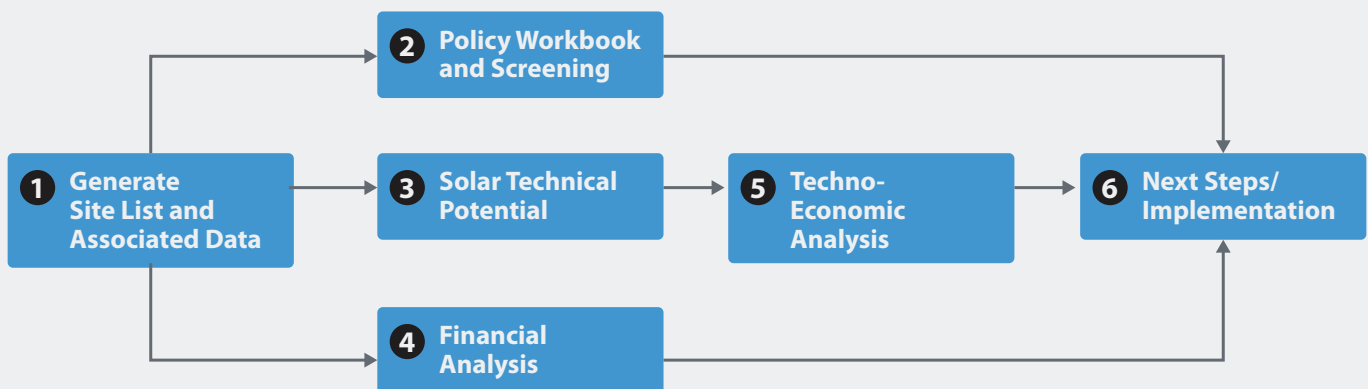 1
Generate
Site List and
Associated Data
2
Policy Workbook
and Screening
3
Solar Technical
Potential
4
Financial
Analysis
5
Techno-
Economic
Analysis
6
Next Steps/
Implementation